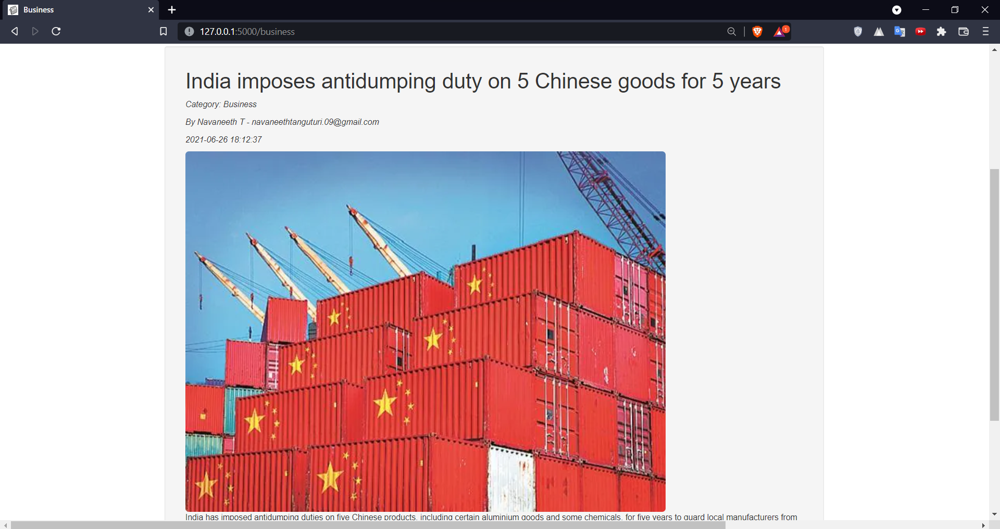 Business
127.0.0.1:5000/business
1
India imposes antidumping duty on 5 Chinese goods for 5 years
Category: Business
By Navaneeth T - navaneethtanguturi.09@gmail.com
2021-06-26 18:12:37
India has imposed antidumping duties on five Chinese products, including certain aluminium goods and some chemicals, for five years to guard local manufacturers from